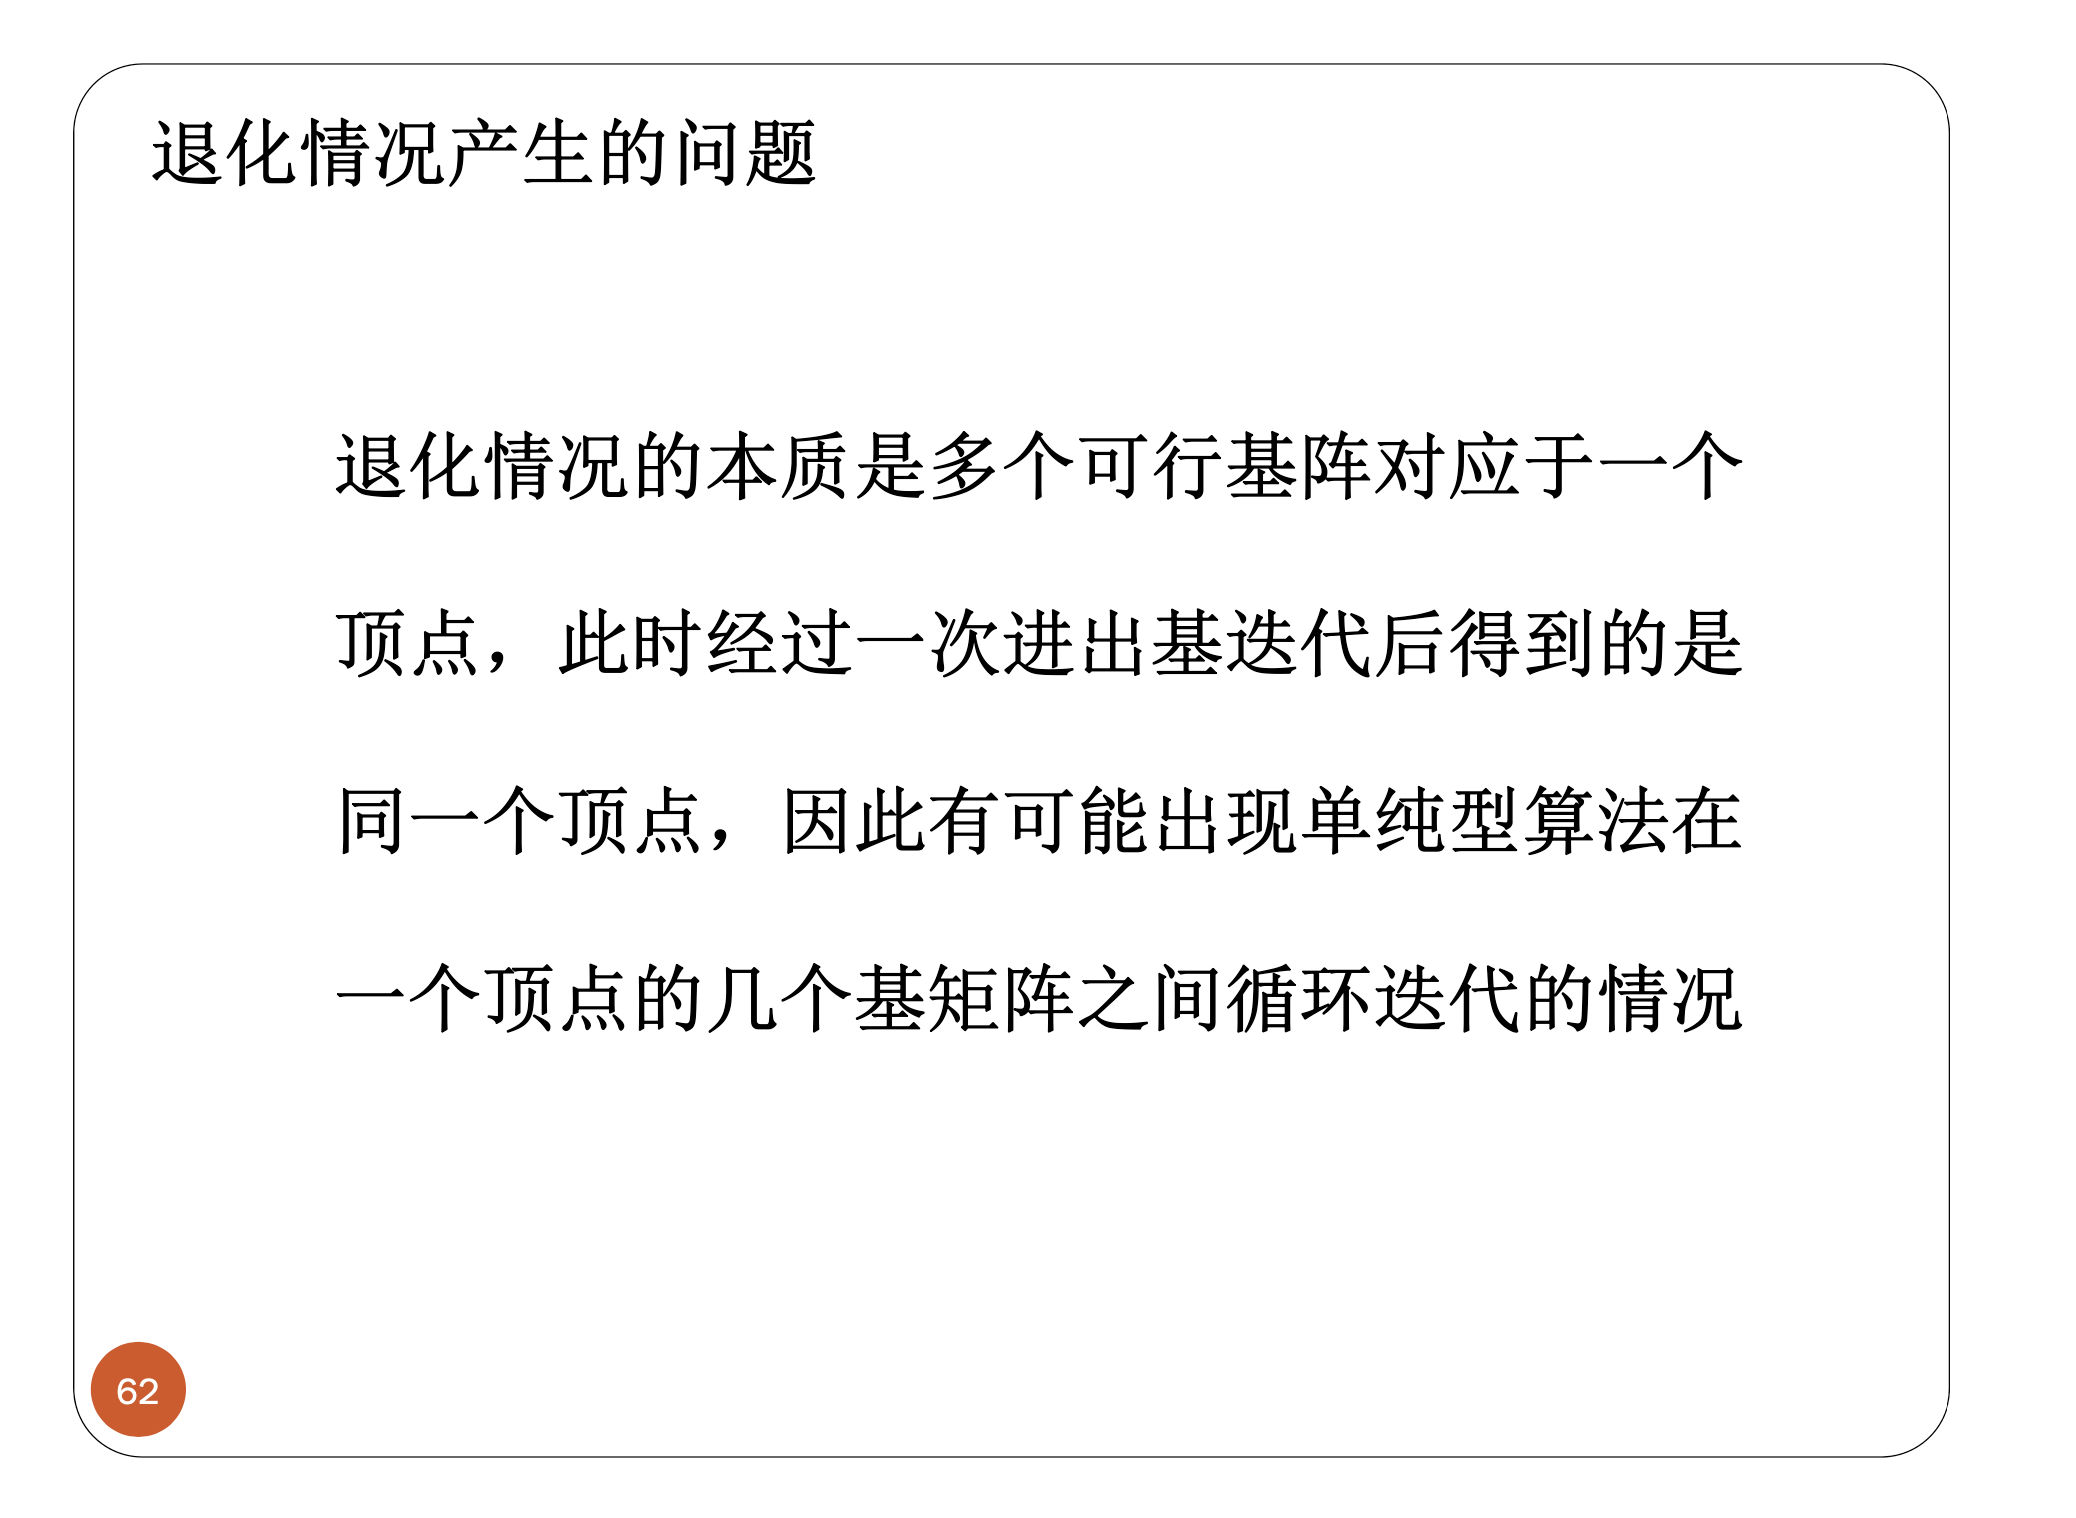 退化情况产生的问题
退化情况的本质是多个可行基阵对应于一个
顶点，此时经过一次进出基迭代后得到的是
同一个顶点，因此有可能出现单纯型算法在
一个顶点的几个基矩阵之间循环迭代的情况
62